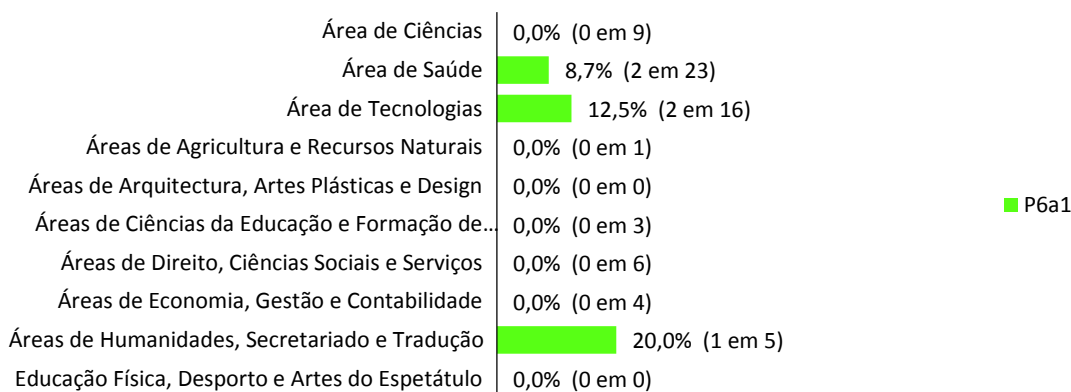 Área de Ciências 0,0% (0 em 9)
Área de Saúde 8,7% (2 em 23)
Área de Tecnologias 12,5% (2 em 16)
Áreas de Agricultura e Recursos Naturais 0,0% (0 em 1)
Áreas de Arquitectura, Artes Plásticas e Design 0,0% (0 em 0)
Áreas de Ciências da Educação e Formação de… 0,0% (0 em 3)
Áreas de Direito, Ciências Sociais e Serviços 0,0% (0 em 6)
Áreas de Economia, Gestão e Contabilidade 0,0% (0 em 4)
Áreas de Humanidades, Secretariado e Tradução 20,0% (1 em 5)
Educação Física, Desporto e Artes do Espetátulo 0,0% (0 em 0)
P6a1